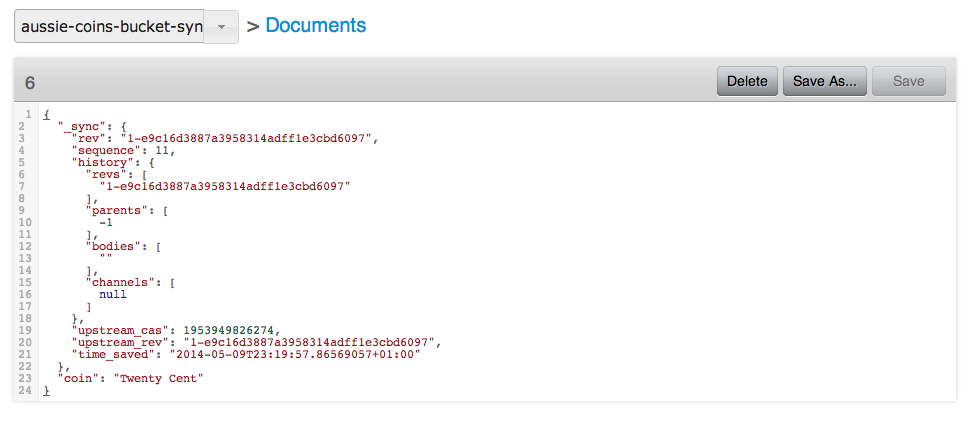 aussie-coins-bucket-syn > Documents
6 Delete Save As... Save
1 {
2   "_sync": {
3     "rev": "1-e9c16d3887a3958314adff1e3cbd6097",
4     "sequence": 11,
5     "history": {
6       "revs": [
7         "1-e9c16d3887a3958314adff1e3cbd6097"
8       ],
9       "parents": [
10         -1
11       ],
12       "bodies": [
13         ""
14       ],
15       "channels": [
16         null
17       ]
18     },
19     "upstream_cas": 1953949826274,
20     "upstream_rev": "1-e9c16d3887a3958314adff1e3cbd6097",
21     "time_saved": "2014-05-09T23:19:57.86569057+01:00"
22   },
23   "coin": "Twenty Cent"
24 }